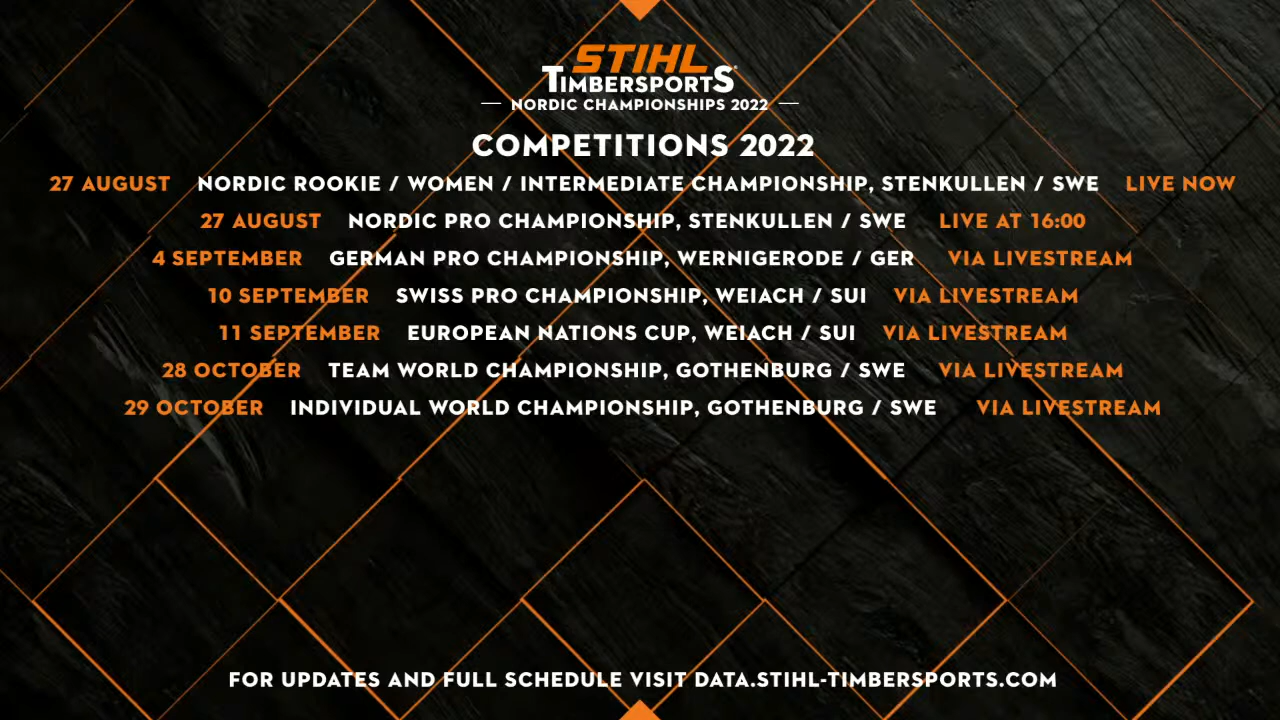 STIHL
TIMBERSPORTS®
NORDIC CHAMPIONSHIPS 2022
COMPETITIONS 2022
27 AUGUST NORDIC ROOKIE / WOMEN / INTERMEDIATE CHAMPIONSHIP, STENKULLEN / SWE LIVE NOW
27 AUGUST NORDIC PRO CHAMPIONSHIP, STENKULLEN / SWE LIVE AT 16:00
4 SEPTEMBER GERMAN PRO CHAMPIONSHIP, WERNIGERODE / GER VIA LIVESTREAM
10 SEPTEMBER SWISS PRO CHAMPIONSHIP, WEIACH / SUI VIA LIVESTREAM
11 SEPTEMBER EUROPEAN NATIONS CUP, WEIACH / SUI VIA LIVESTREAM
28 OCTOBER TEAM WORLD CHAMPIONSHIP, GOTHENBURG / SWE VIA LIVESTREAM
29 OCTOBER INDIVIDUAL WORLD CHAMPIONSHIP, GOTHENBURG / SWE VIA LIVESTREAM
FOR UPDATES AND FULL SCHEDULE VISIT DATA.STIHL-TIMBERSPORTS.COM